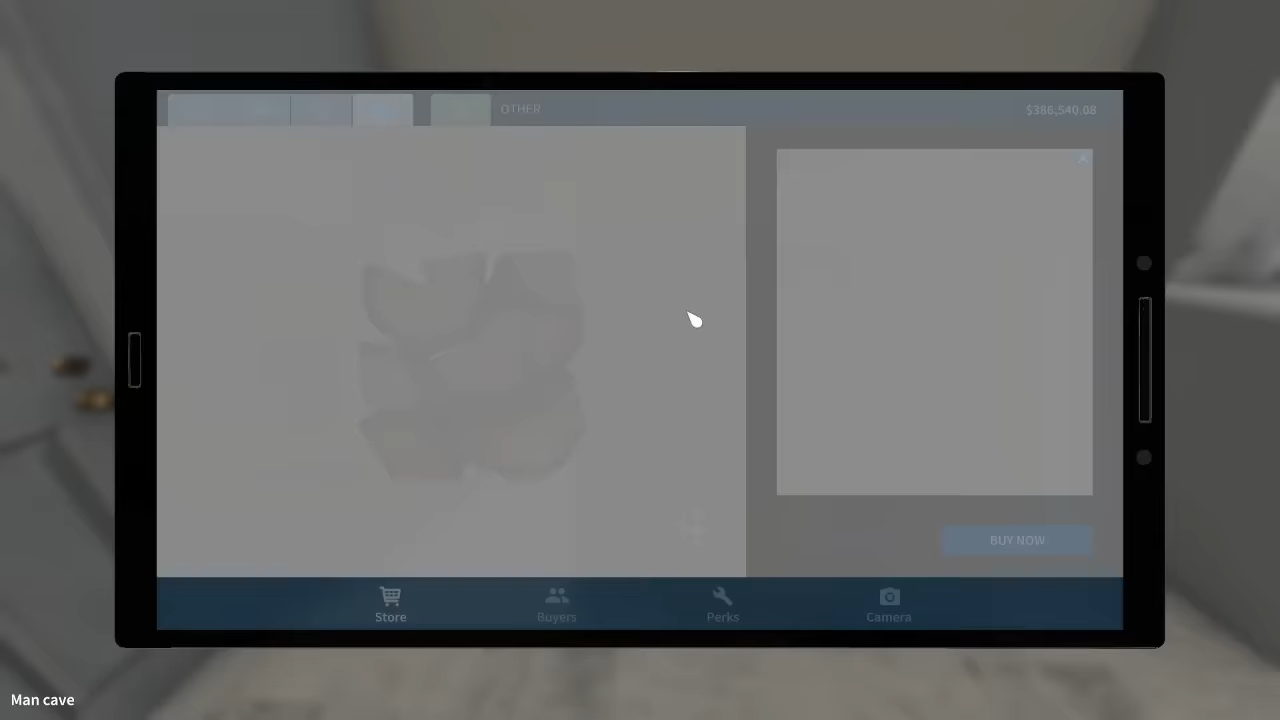 OTHER
$386,540.08
BUY NOW
Store
Buyers
Perks
Camera
Man cave